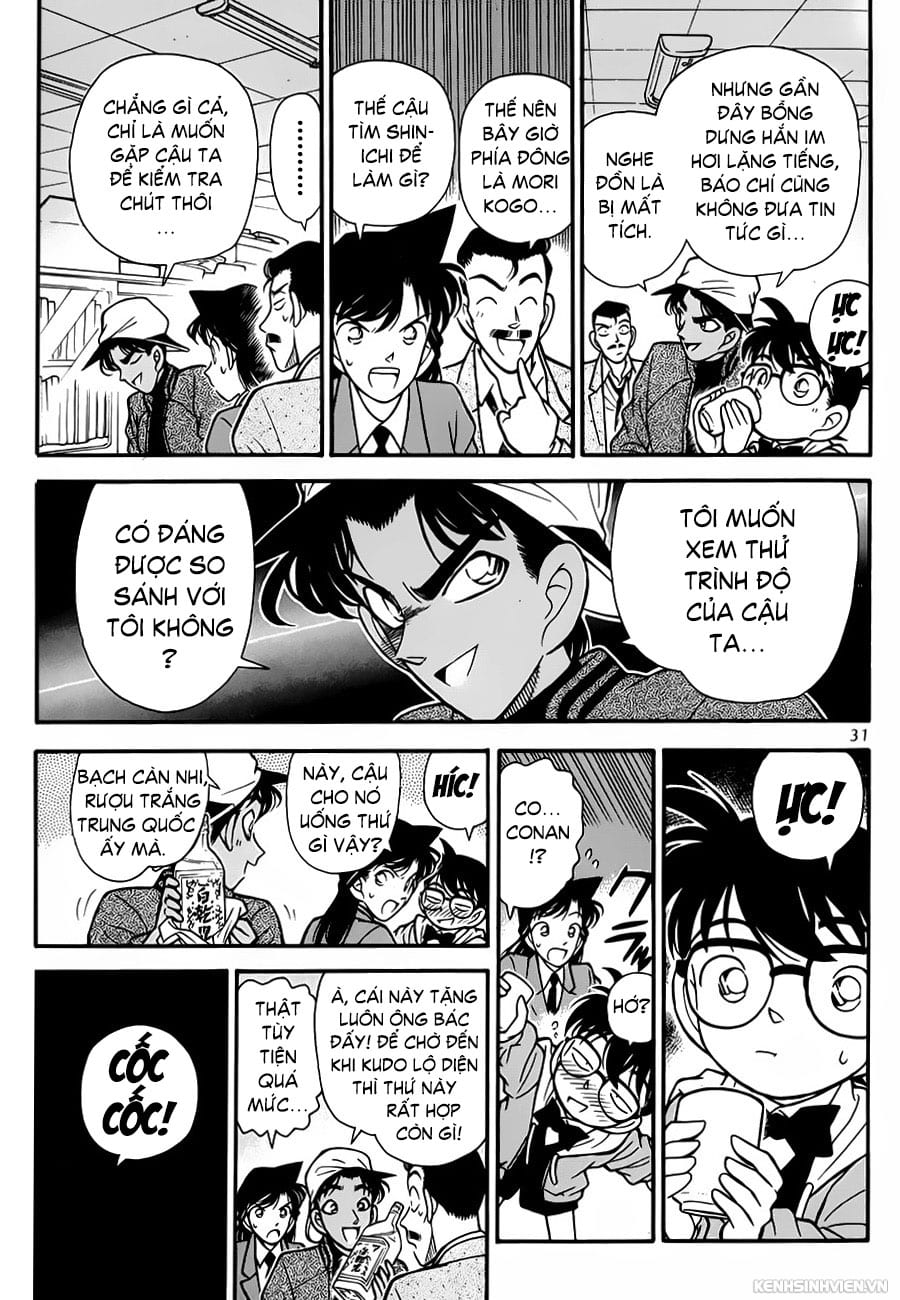 NHƯNG GẦN
ĐÂY BỖNG
DƯNG HẮN IM
HƠI LẶNG TIẾNG,
BÁO CHÍ CŨNG
KHÔNG ĐƯA TIN
TỨC GÌ...
NGHE
ĐỒN LÀ
BỊ MẤT
TÍCH.
ỰC
ỰC!
THẾ NÊN
BÂY GIỜ
PHÍA ĐÔNG
LÀ MORI
KOGO...
THẾ CẬU
TÌM SHIN-
ICHI ĐỂ
LÀM GÌ?
.........
CHẲNG GÌ CẢ,
CHỈ LÀ MUỐN
GẶP CẬU TA
ĐỂ KIỂM TRA
CHÚT THÔI
...
TÔI MUỐN
XEM THỬ
TRÌNH ĐỘ
CỦA CẬU
TA...
CÓ ĐÁNG
ĐƯỢC SO
SÁNH VỚI
TÔI KHÔNG
?
31
ỰC!
CO...
CONAN
!?
HỚ?
HÍC!
NÀY, CẬU
CHO NÓ
UỐNG THỨ
GÌ VẬY?
BẠCH CÀN NHI,
RƯỢU TRẮNG
TRUNG QUỐC
ẤY MÀ.
百乾
À, CÁI NÀY TẶNG
LUÔN ÔNG BÁC
ĐẤY! ĐỂ CHỜ ĐẾN
KHI KUDO LỘ DIỆN
THÌ THỨ NÀY
RẤT HỢP
CÒN GÌ!
THẬT
TÙY
TIỆN
QUÁ
MỨC...
CỐC
CỐC!
KENHSINHVIEN.VN